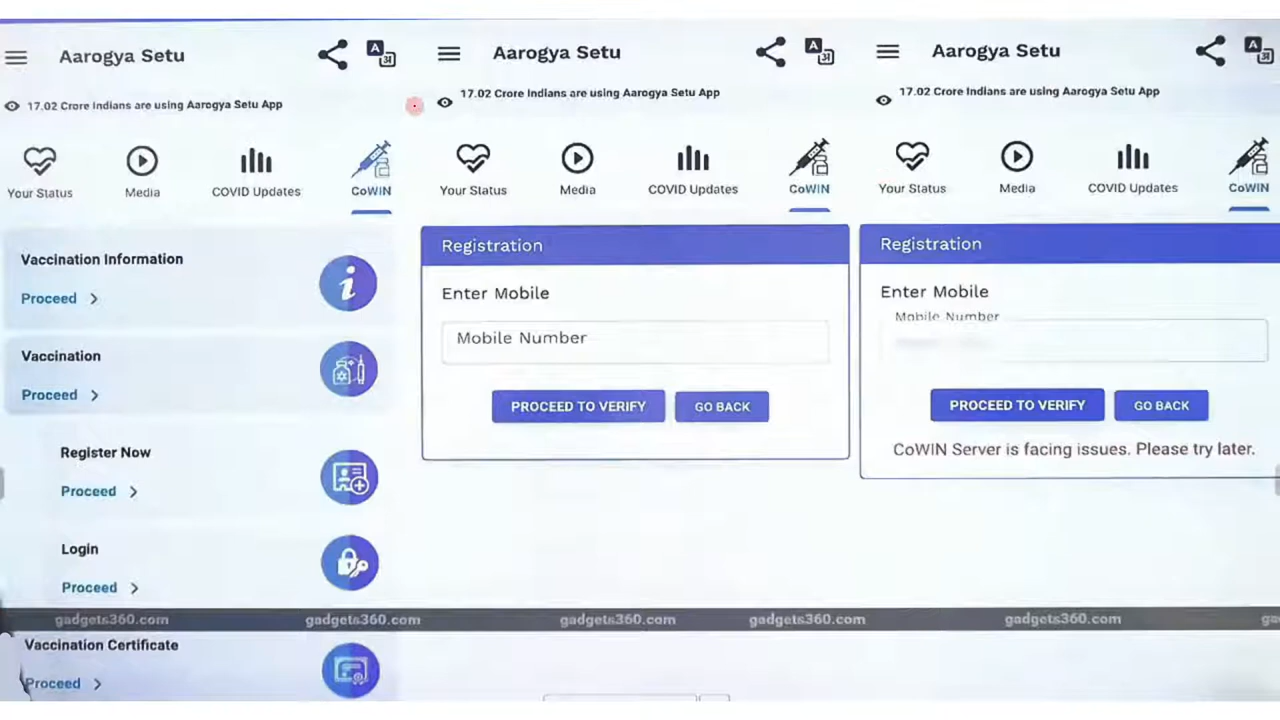 Aarogya Setu
17.02 Crore Indians are using Aarogya Setu App
Your Status
Media
COVID Updates
CoWIN
Vaccination Information
Proceed
Vaccination
Proceed
Register Now
Proceed
Login
Proceed
Vaccination Certificate
Proceed
Aarogya Setu
17.02 Crore Indians are using Aarogya Setu App
Your Status
Media
COVID Updates
CoWIN
Registration
Enter Mobile
Mobile Number
PROCEED TO VERIFY
GO BACK
Aarogya Setu
17.02 Crore Indians are using Aarogya Setu App
Your Status
Media
COVID Updates
CoWIN
Registration
Enter Mobile
Mobile Number
PROCEED TO VERIFY
GO BACK
CoWIN Server is facing issues. Please try later.
gadgets360.com
gadgets360.com
gadgets360.com
gadgets360.com
gadgets360.com